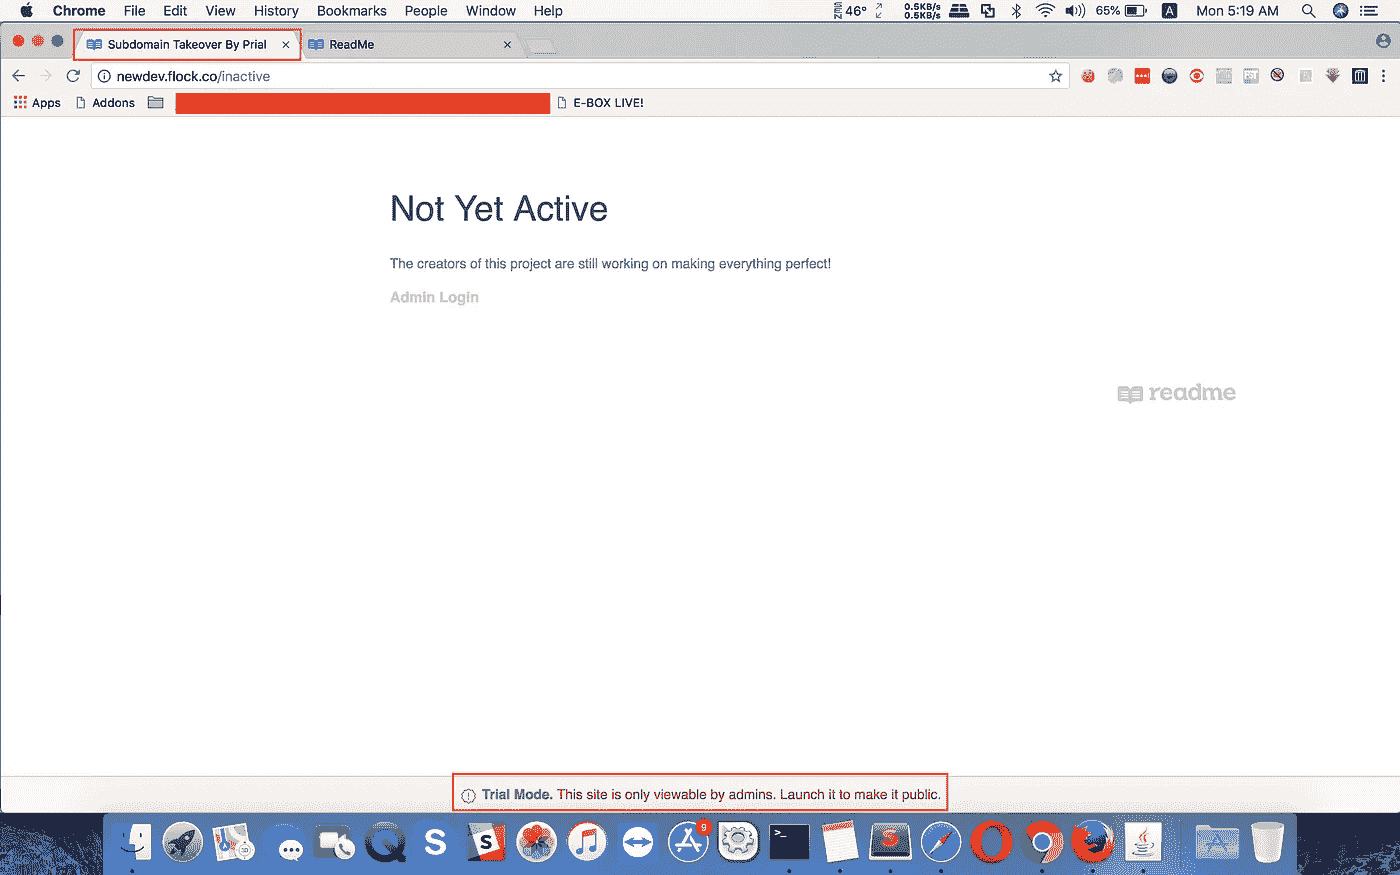 Chrome File Edit View History Bookmarks People Window Help 46° 0.5KB/s 0.5KB/s 65% A Mon 5:19 AM
Subdomain Takeover By Prial ReadMe
newdev.flock.co/inactive
Apps Addons E-BOX LIVE!
Not Yet Active
The creators of this project are still working on making everything perfect!
Admin Login
readme
Trial Mode. This site is only viewable by admins. Launch it to make it public.
9